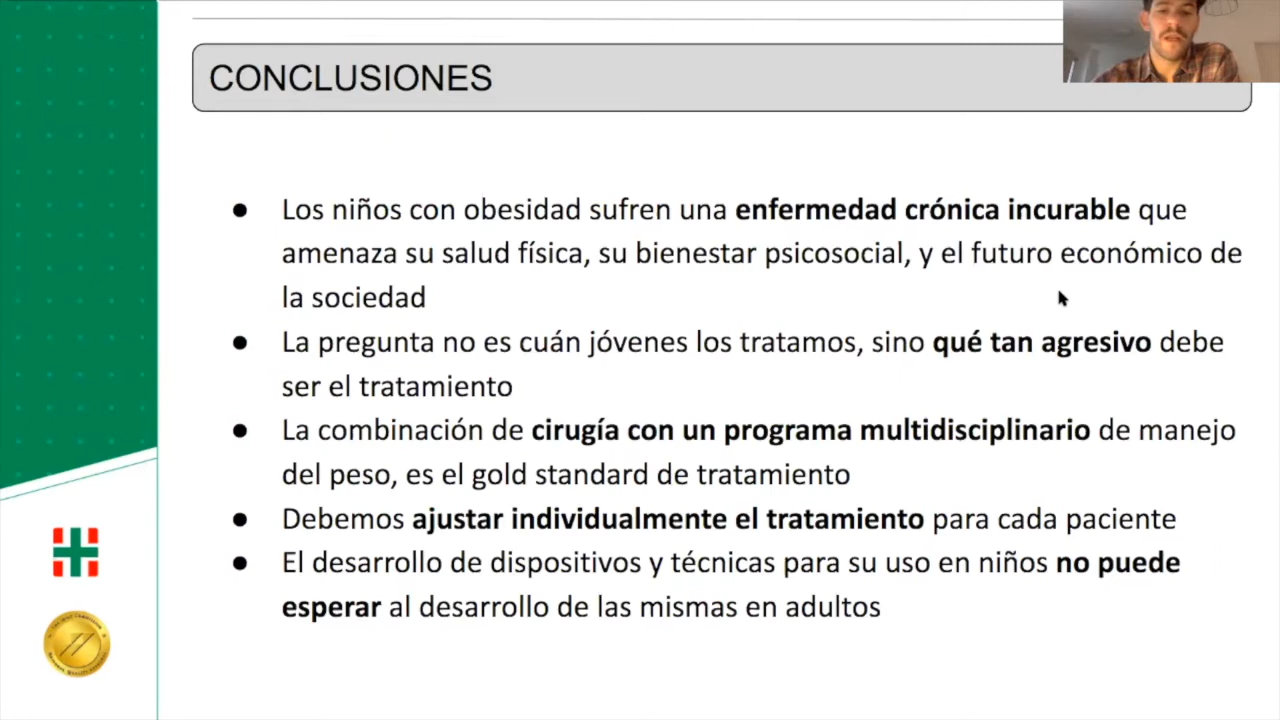 CONCLUSIONES
● Los niños con obesidad sufren una enfermedad crónica incurable que
amenaza su salud física, su bienestar psicosocial, y el futuro económico de
la sociedad
● La pregunta no es cuán jóvenes los tratamos, sino qué tan agresivo debe
ser el tratamiento
● La combinación de cirugía con un programa multidisciplinario de manejo
del peso, es el gold standard de tratamiento
● Debemos ajustar individualmente el tratamiento para cada paciente
● El desarrollo de dispositivos y técnicas para su uso en niños no puede
esperar al desarrollo de las mismas en adultos